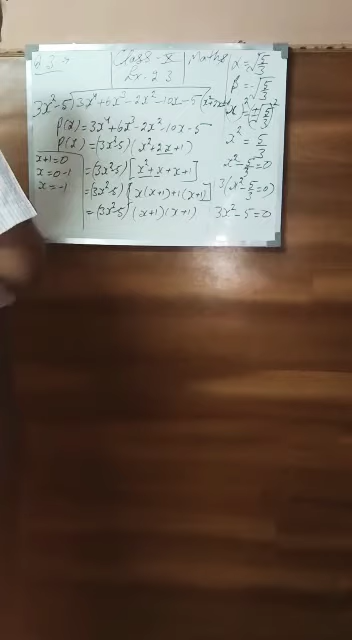 Q.3 Class-X Maths
Ex-2.3
3x²-5)3x⁴+6x³-2x²-10x-5(x²+2x+1
P(x)=3x⁴+6x³-2x²-10x-5
P(x)=(3x²-5)(x²+2x+1)
=(3x²-5)[x²+x+x+1]
=(3x²-5)[x(x+1)+1(x+1)]
=(3x²-5)(x+1)(x+1)
x+1=0
x=0-1
x=-1
α=√5/3
β=-√5/3
x²=5/3
x²-5/3=0
3(x²-5/3=0)
3x²-5=0